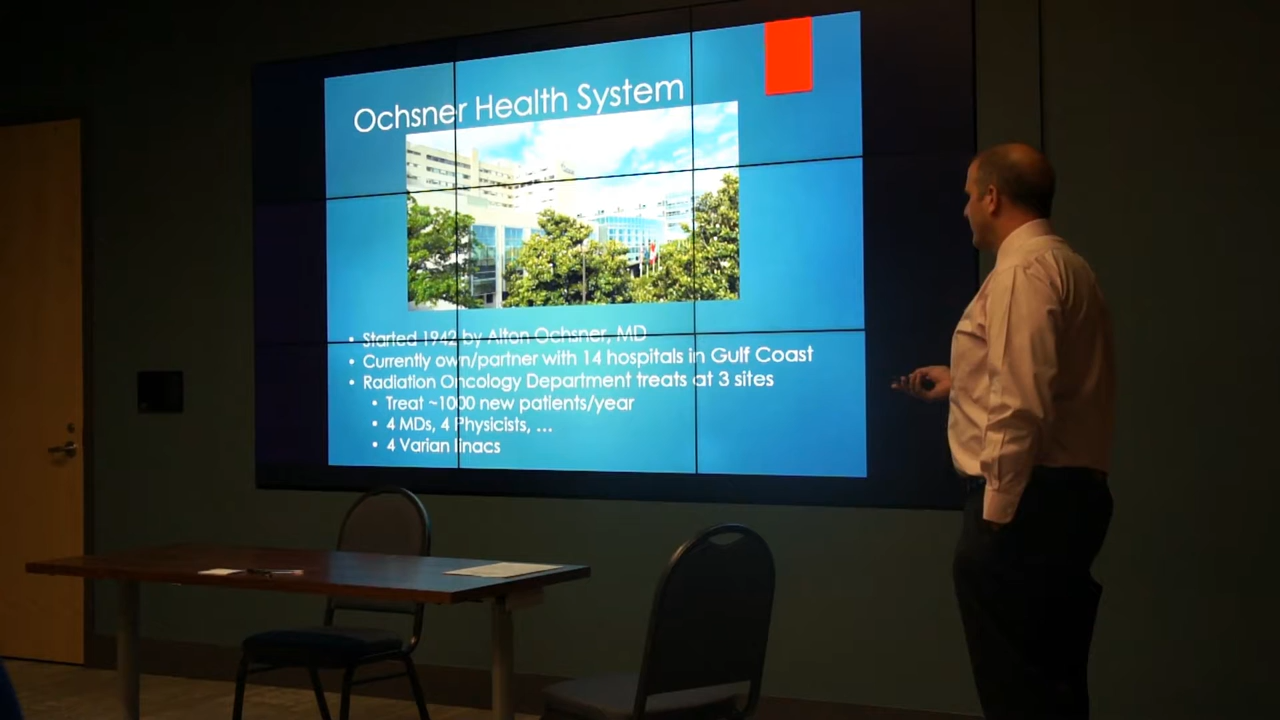 Ochsner Health System
• Started 1942 by Alton Ochsner, MD
• Currently own/partner with 14 hospitals in Gulf Coast
• Radiation Oncology Department treats at 3 sites
• Treat ~1000 new patients/year
• 4 MDs, 4 Physicists, ...
• 4 Varian linacs